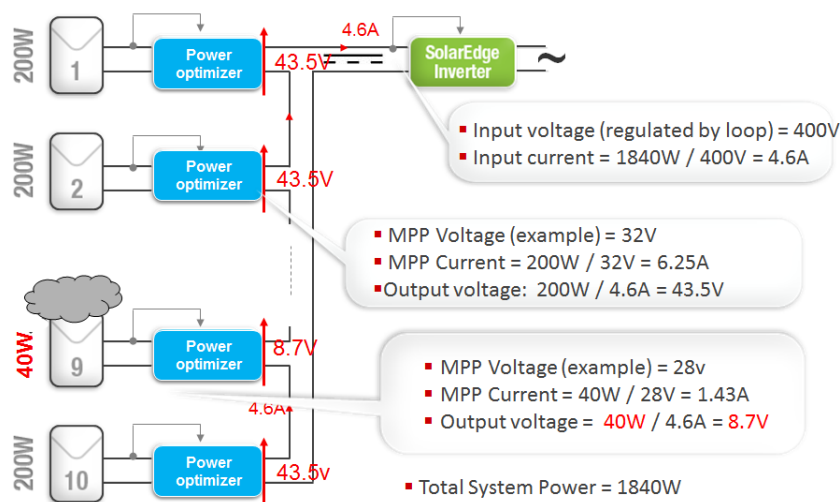 200W
1
Power
optimizer
43.5V
4.6A
SolarEdge
Inverter
~
▪ Input voltage (regulated by loop) = 400V
▪ Input current = 1840W / 400V = 4.6A
200W
2
Power
optimizer
43.5V
▪ MPP Voltage (example) = 32V
▪ MPP Current = 200W / 32V = 6.25A
▪Output voltage: 200W / 4.6A = 43.5V
40W
9
Power
optimizer
8.7V
4.6A
▪ MPP Voltage (example) = 28v
▪ MPP Current = 40W / 28V = 1.43A
▪ Output voltage = 40W / 4.6A = 8.7V
200W
10
Power
optimizer
43.5v
▪ Total System Power = 1840W